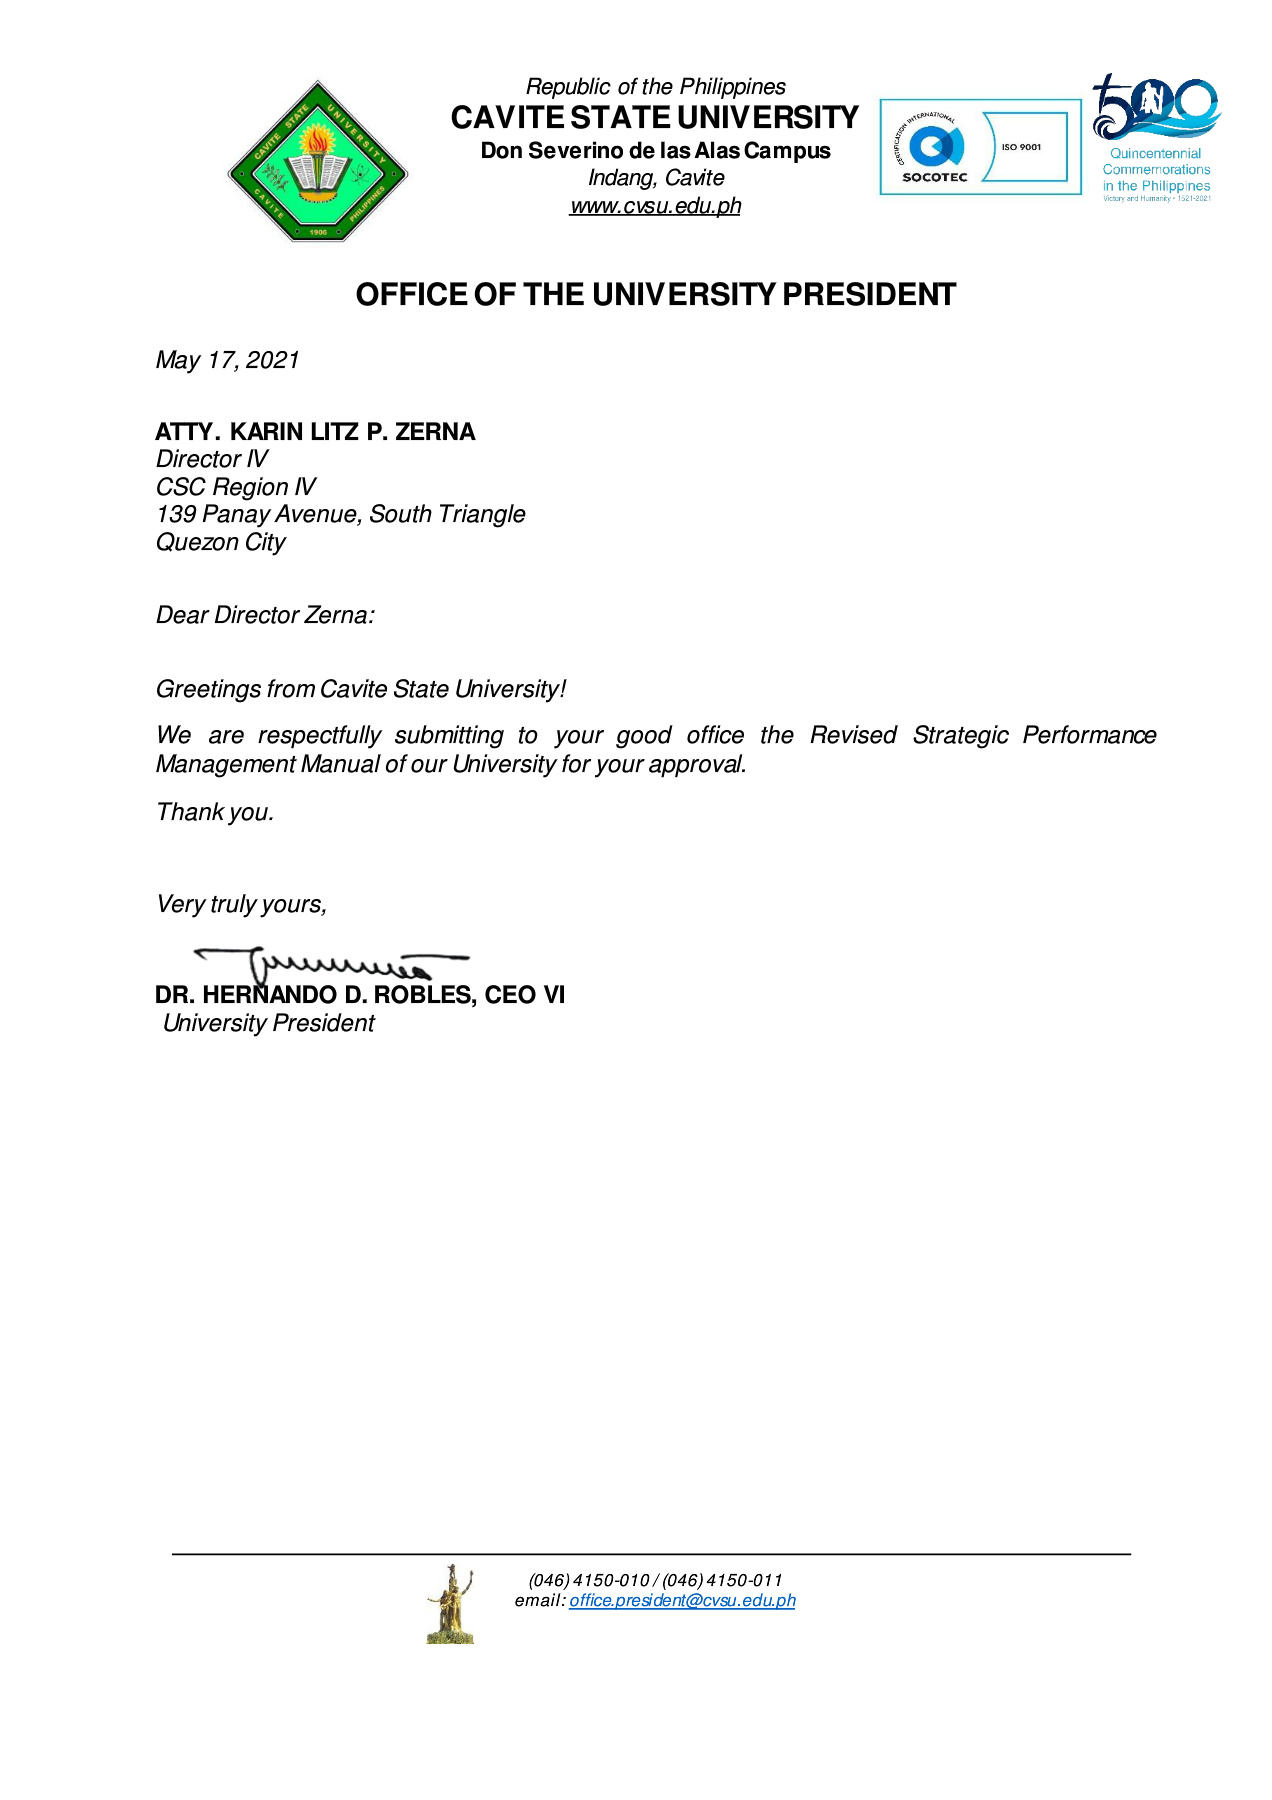 Republic of the Philippines
CAVITE STATE UNIVERSITY
Don Severino de las Alas Campus
Indang, Cavite
www.cvsu.edu.ph
CAVITE STATE UNIVERSITY
CAVITE PHILIPPINES
1906
CERTIFICATION INTERNATIONAL
SOCOTEC
ISO 9001
500
Quincentennial
Commemorations
in the Philippines
Victory and Humanity • 1521-2021
OFFICE OF THE UNIVERSITY PRESIDENT
May 17, 2021
ATTY. KARIN LITZ P. ZERNA
Director IV
CSC Region IV
139 Panay Avenue, South Triangle
Quezon City
Dear Director Zerna:
Greetings from Cavite State University!
We are respectfully submitting to your good office the Revised Strategic Performance
Management Manual of our University for your approval.
Thank you.
Very truly yours,
DR. HERNANDO D. ROBLES, CEO VI
University President
(046) 4150-010 / (046) 4150-011
email: office.president@cvsu.edu.ph